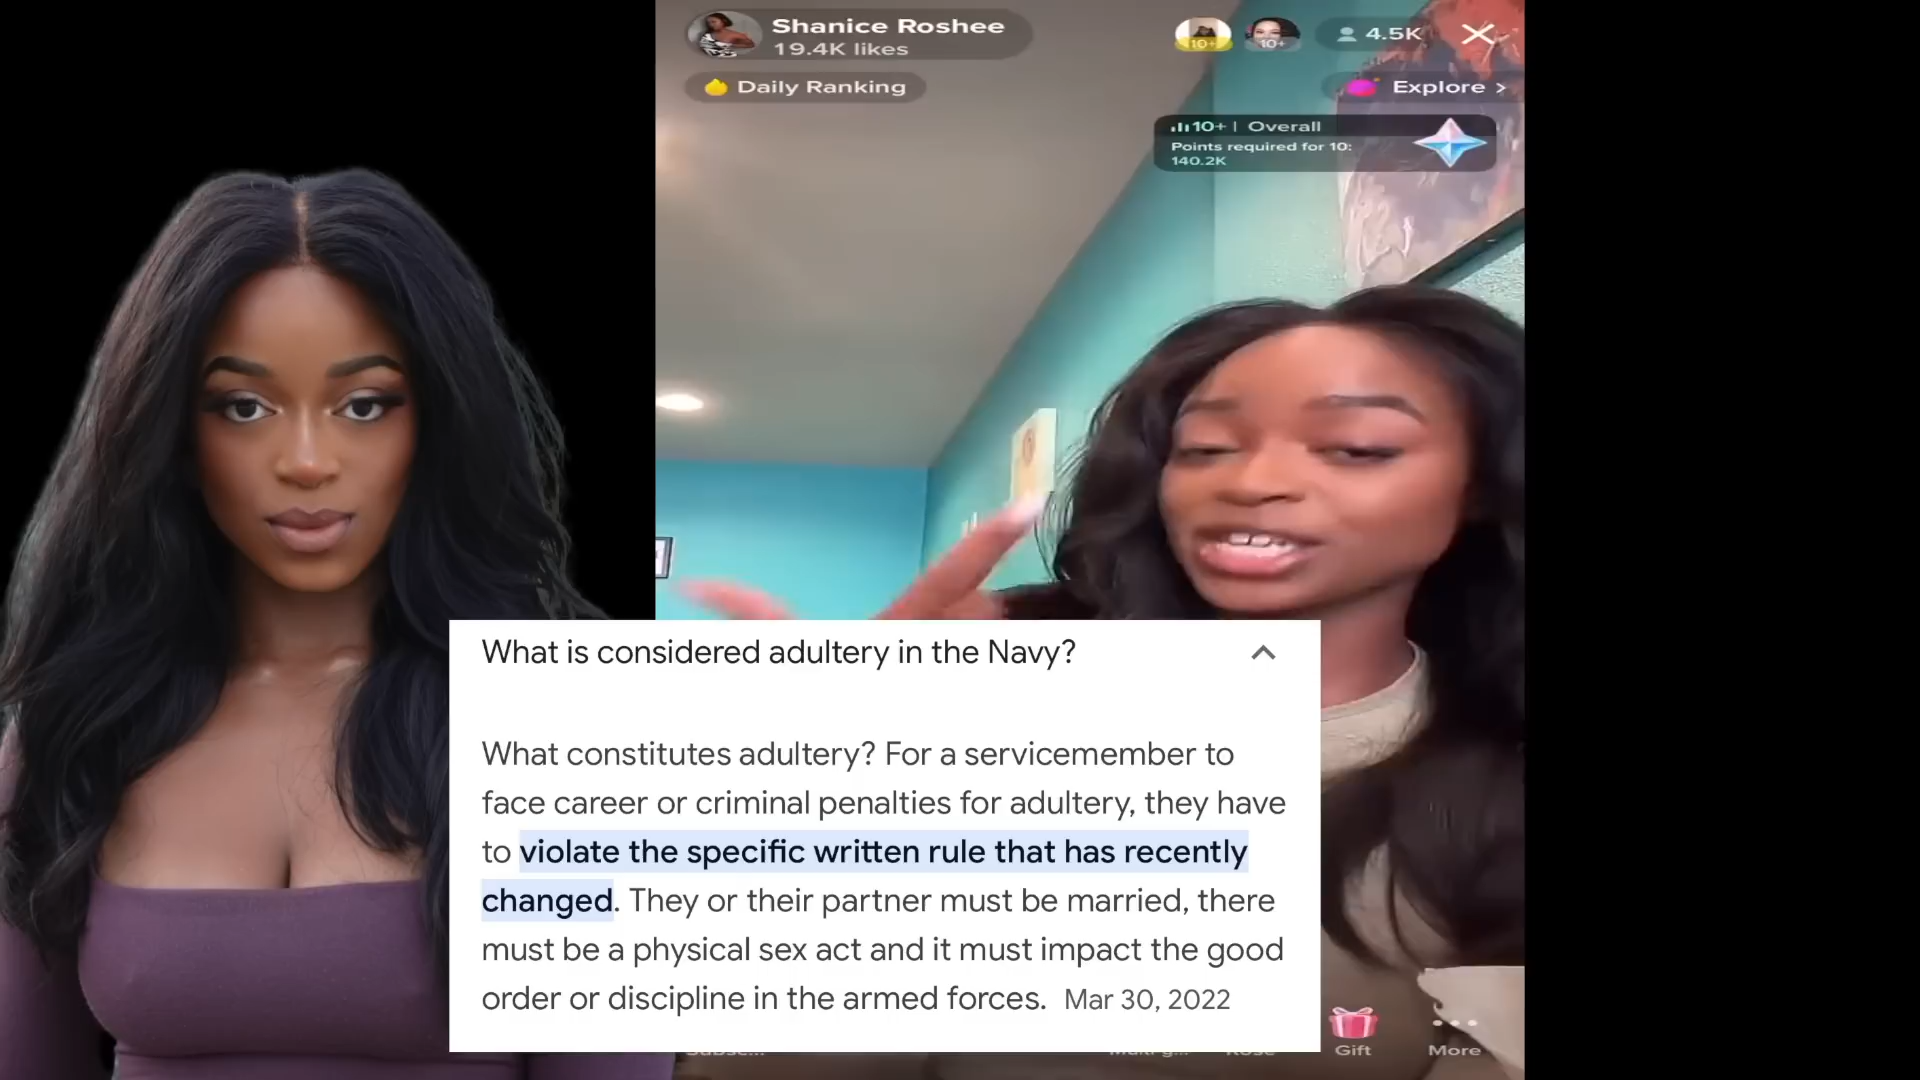 Shanice Roshee
19.4K likes
10+
10+
4.5K
Daily Ranking
Explore >
10+ | Overall
Points required for 10:
140.2K
What is considered adultery in the Navy?
What constitutes adultery? For a servicemember to
face career or criminal penalties for adultery, they have
to violate the specific written rule that has recently
changed. They or their partner must be married, there
must be a physical sex act and it must impact the good
order or discipline in the armed forces. Mar 30, 2022
Gift
More